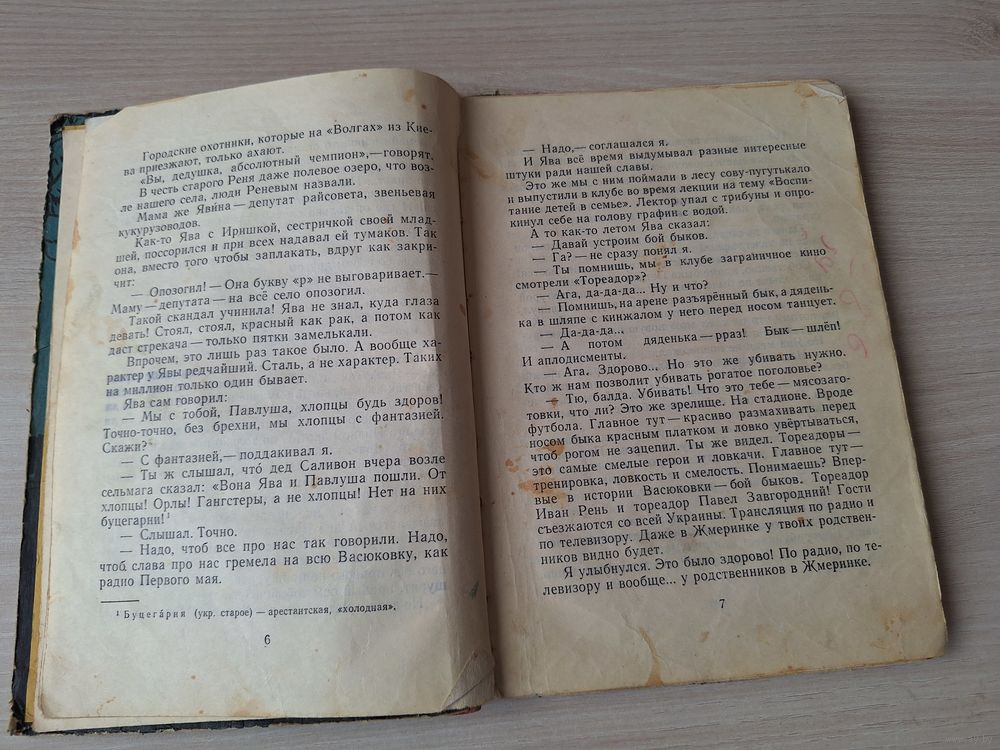 Городские охотники, которые на «Волгах» из Кие-
ва приезжают, только ахают.
«Вы, дедушка, абсолютный чемпион»,—говорят.
В честь старого Реня даже полевое озеро, что воз-
ле нашего села, люди Реневым назвали.
Мама же Явина — депутат райсовета, звеньевая
кукурузоводов.
Как-то Ява с Иришкой, сестричкой своей млад-
шей, поссорился и при всех надавал ей тумаков. Так
она, вместо того чтобы заплакать, вдруг как закри-
чит:
— Опозогил! — Она букву «р» не выговаривает.—
Маму — депутата — на всё село опозогил.
Такой скандал учинила! Ява не знал, куда глаза
девать! Стоял, стоял, красный как рак, а потом как
даст стрекача — только пятки замелькали.
Впрочем, это лишь раз такое было. А вообще ха-
рактер у Явы редчайший. Сталь, а не характер. Таких
на миллион только один бывает.
Ява сам говорил:
— Мы с тобой, Павлуша, хлопцы будь здоров!
Точно-точно, без брехни, мы хлопцы с фантазией.
Скажи?
— С фантазией,— поддакивал я.
— Ты ж слышал, что́ дед Саливон вчера возле
сельмага сказал: «Вона Ява и Павлуша пошли. От
хлопцы! Орлы! Гангстеры, а не хлопцы! Нет на них
буцегарни!¹
— Слышал. Точно.
— Надо, чтоб все про нас так говорили. Надо,
чтоб слава про нас гремела на всю Васюковку, как
радио Первого мая.
¹ Буцега́рня (укр. старое) — арестантская, «холодная».
6
— Надо,— соглашался я.
И Ява всё время выдумывал разные интересные
штуки ради нашей славы.
Это же мы с ним поймали в лесу сову-пугутькало
и выпустили в клубе во время лекции на тему «Воспи-
тание детей в семье». Лектор упал с трибуны и опро-
кинул себе на голову графин с водой.
А то как-то летом Ява сказал:
— Давай устроим бой быков.
— Га? — не сразу понял я.
— Ты помнишь, мы в клубе заграничное кино
смотрели «Тореадор»?
— Ага, да-да-да... Ну и что?
— Помнишь, на арене разъярённый бык, а дядень-
ка в шляпе с кинжалом у него перед носом танцует.
— Да-да-да...
— А потом дяденька — рраз! Бык — шлёп!
И аплодисменты.
— Ага. Здорово... Но это же убивать нужно.
Кто ж нам позволит убивать рогатое поголовье?
— Тю, балда. Убивать! Что это тебе — мясозаго-
товки, что ли? Это же зрелище. На стадионе. Вроде
футбола. Главное тут — красиво размахивать перед
носом быка красным платком и ловко увёртываться,
чтоб рогом не зацепил. Ты же видел. Тореадоры —
это самые смелые герои и ловкачи. Главное тут —
тренировка, ловкость и смелость. Понимаешь? Впер-
вые в истории Васюковки — бой быков. Тореадор
Иван Рень и тореадор Павел Завгородний! Гости
съезжаются со всей Украины. Трансляция по радио и
по телевизору. Даже в Жмеринке у твоих родствен-
ников видно будет.
Я улыбнулся. Это было здорово! По радио, по те-
левизору и вообще... у родственников в Жмеринке.
7